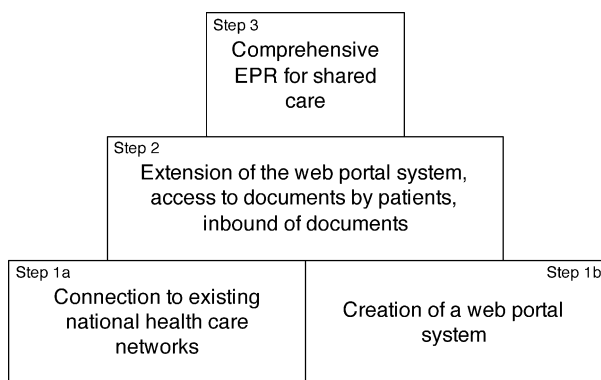 Step 3
Comprehensive
EPR for shared
care
Step 2
Extension of the web portal system,
access to documents by patients,
inbound of documents
Step 1a
Connection to existing
national health care
networks
Step 1b
Creation of a web portal
system